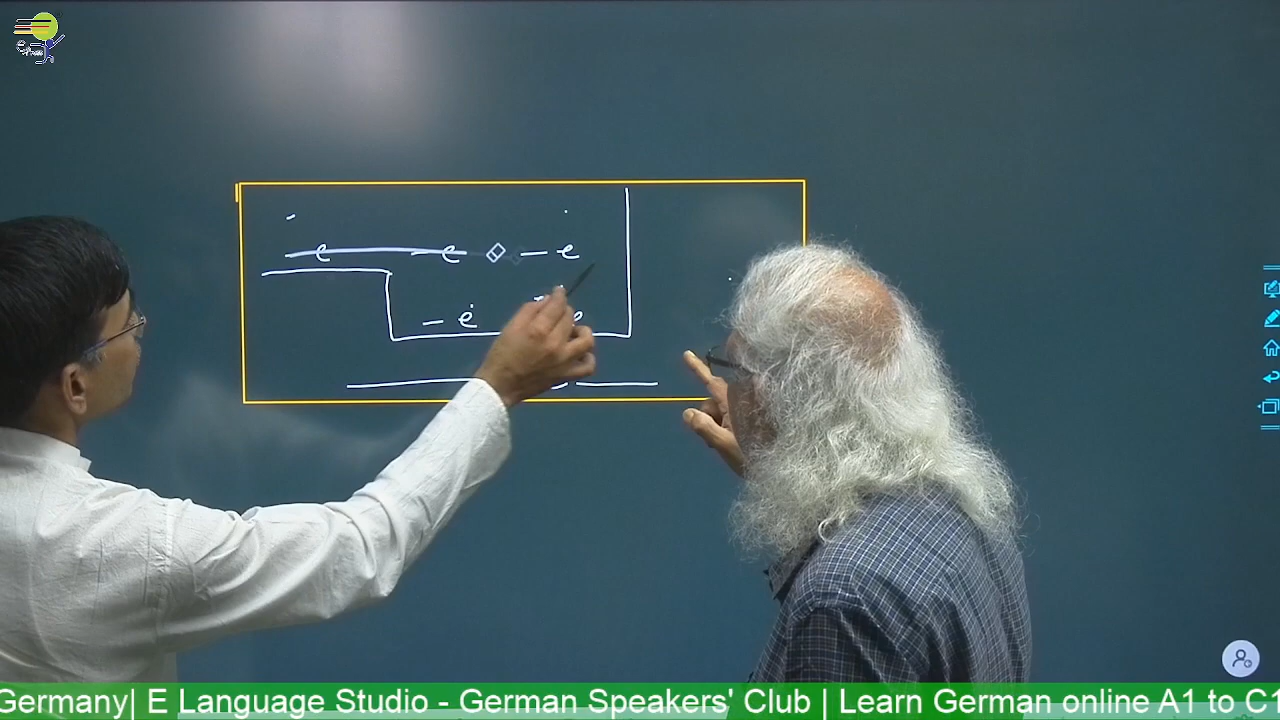 – e – e ◇ – e
– e e
Germany| E Language Studio - German Speakers' Club | Learn German online A1 to C1